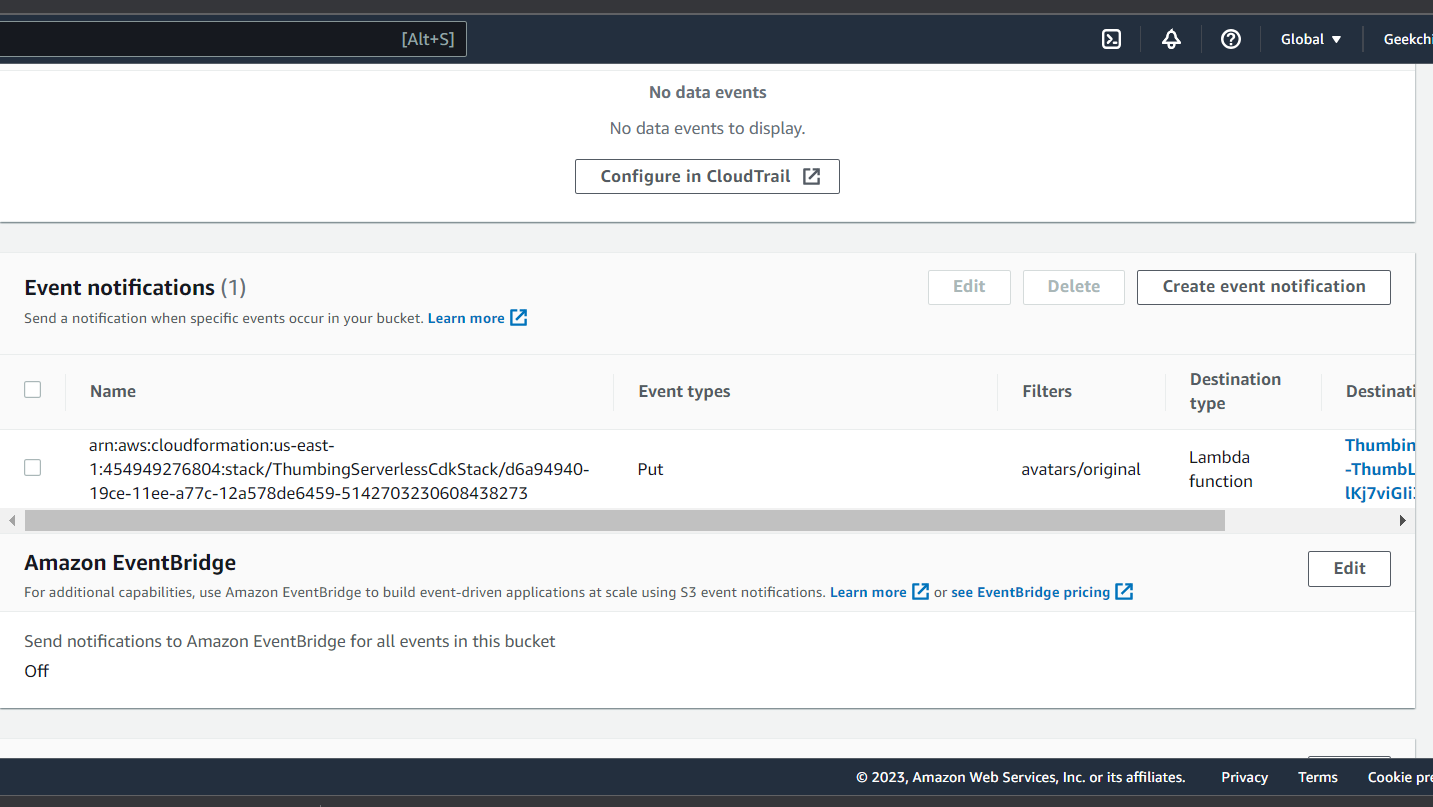 [Alt+S]
Global
Geekchi
No data events
No data events to display.
Configure in CloudTrail
Event notifications (1)
Edit
Delete
Create event notification
Send a notification when specific events occur in your bucket. Learn more
Name
Event types
Filters
Destination
type
Destinati
arn:aws:cloudformation:us-east-
1:454949276804:stack/ThumbingServerlessCdkStack/d6a94940-
19ce-11ee-a77c-12a578de6459-5142703230608438273
Put
avatars/original
Lambda
function
Thumbin
-ThumbL
Amazon EventBridge
Edit
For additional capabilities, use Amazon EventBridge to build event-driven applications at scale using S3 event notifications. Learn more or see EventBridge pricing
Send notifications to Amazon EventBridge for all events in this bucket
Off
© 2023, Amazon Web Services, Inc. or its affiliates.
Privacy
Terms
Cookie pre